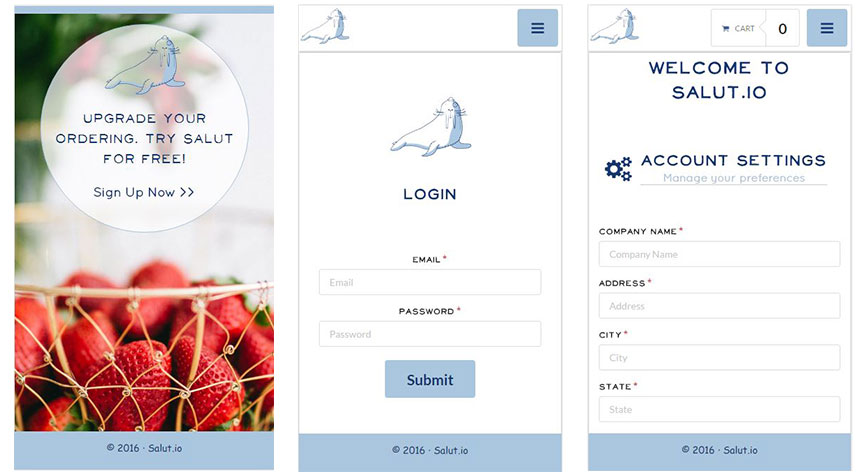 UPGRADE YOUR
ORDERING. TRY SALUT
FOR FREE!
Sign Up Now >>
© 2016 · Salut.io
LOGIN
EMAIL*
Email
PASSWORD*
Password
Submit
© 2016 · Salut.io
CART 0
WELCOME TO
SALUT.IO
ACCOUNT SETTINGS
Manage your preferences
COMPANY NAME*
Company Name
ADDRESS*
Address
CITY*
City
STATE*
State
© 2016 · Salut.io